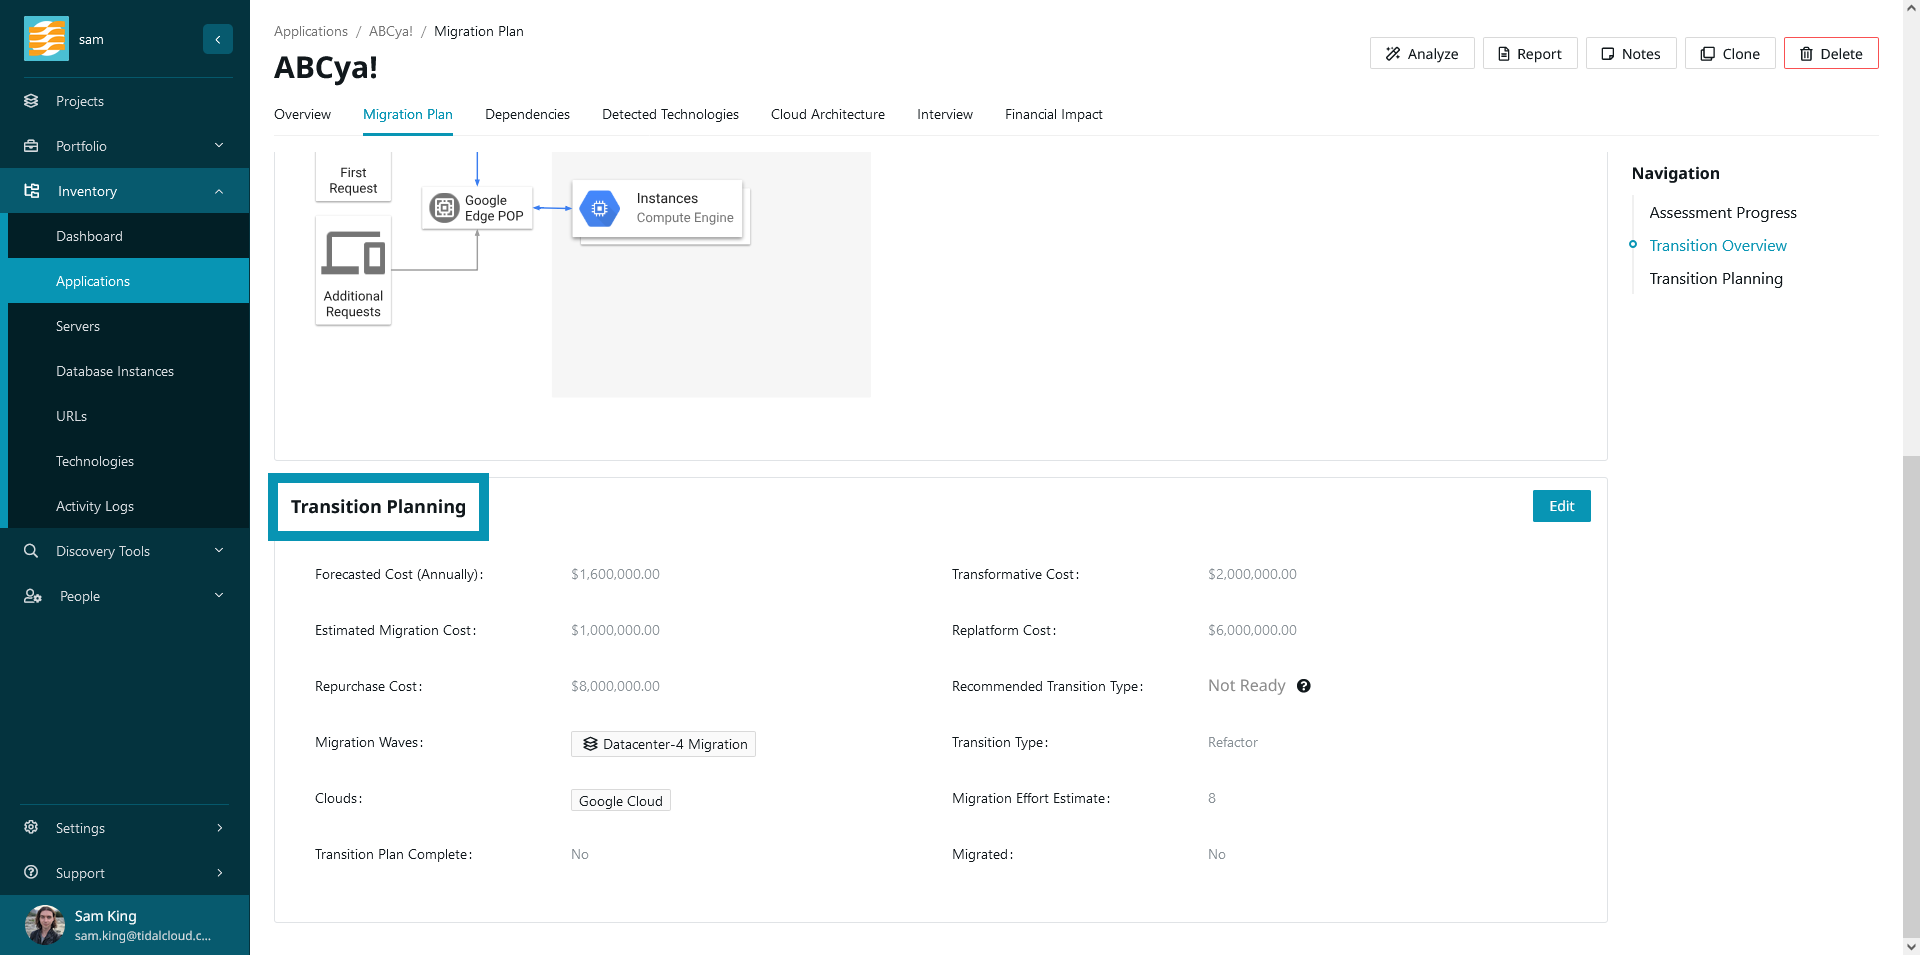 sam
Projects
Portfolio
Inventory
Dashboard
Applications
Servers
Database Instances
URLs
Technologies
Activity Logs
Discovery Tools
People
Settings
Support
Sam King
sam.king@tidalcloud.c...
Applications / ABCya! / Migration Plan
ABCya!
Analyze
Report
Notes
Clone
Delete
Overview
Migration Plan
Dependencies
Detected Technologies
Cloud Architecture
Interview
Financial Impact
First
Request
Google
Edge POP
Instances
Compute Engine
Additional
Requests
Navigation
Assessment Progress
Transition Overview
Transition Planning
Transition Planning
Edit
Forecasted Cost (Annually): $1,600,000.00
Transformative Cost: $2,000,000.00
Estimated Migration Cost: $1,000,000.00
Replatform Cost: $6,000,000.00
Repurchase Cost: $8,000,000.00
Recommended Transition Type: Not Ready ?
Migration Waves: Datacenter-4 Migration
Transition Type: Refactor
Clouds: Google Cloud
Migration Effort Estimate: 8
Transition Plan Complete: No
Migrated: No